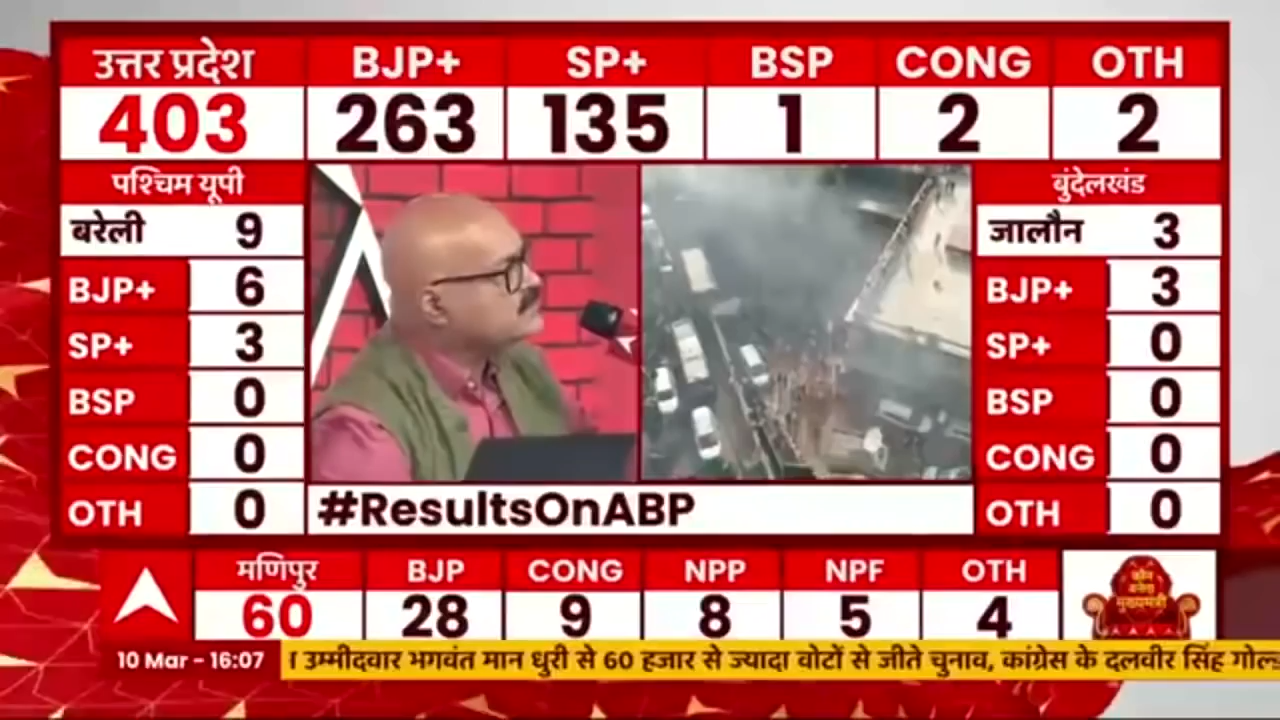 उत्तर प्रदेश BJP+ SP+ BSP CONG OTH
403 263 135 1 2 2
पश्चिम यूपी
बरेली 9
BJP+ 6
SP+ 3
BSP 0
CONG 0
OTH 0
बुंदेलखंड
जालौन 3
BJP+ 3
SP+ 0
BSP 0
CONG 0
OTH 0
#ResultsOnABP
मणिपुर BJP CONG NPP NPF OTH
60 28 9 8 5 4
कौन
बनेगा
मुख्यमंत्री
10 Mar - 16:07 उम्मीदवार भगवंत मान धुरी से 60 हजार से ज्यादा वोटों से जीते चुनाव, कांग्रेस के दलवीर सिंह